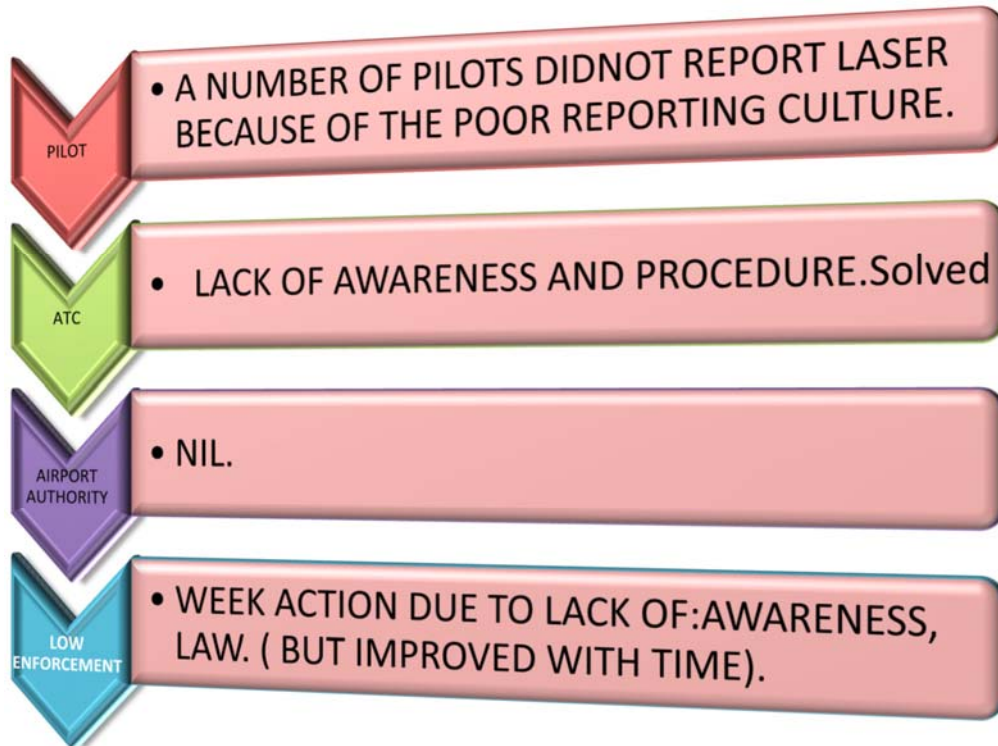 PILOT
• A NUMBER OF PILOTS DIDNOT REPORT LASER
BECAUSE OF THE POOR REPORTING CULTURE.
ATC
• LACK OF AWARENESS AND PROCEDURE.Solved
AIRPORT
AUTHORITY
• NIL.
LOW
ENFORCEMENT
• WEEK ACTION DUE TO LACK OF:AWARENESS,
LAW. ( BUT IMPROVED WITH TIME).